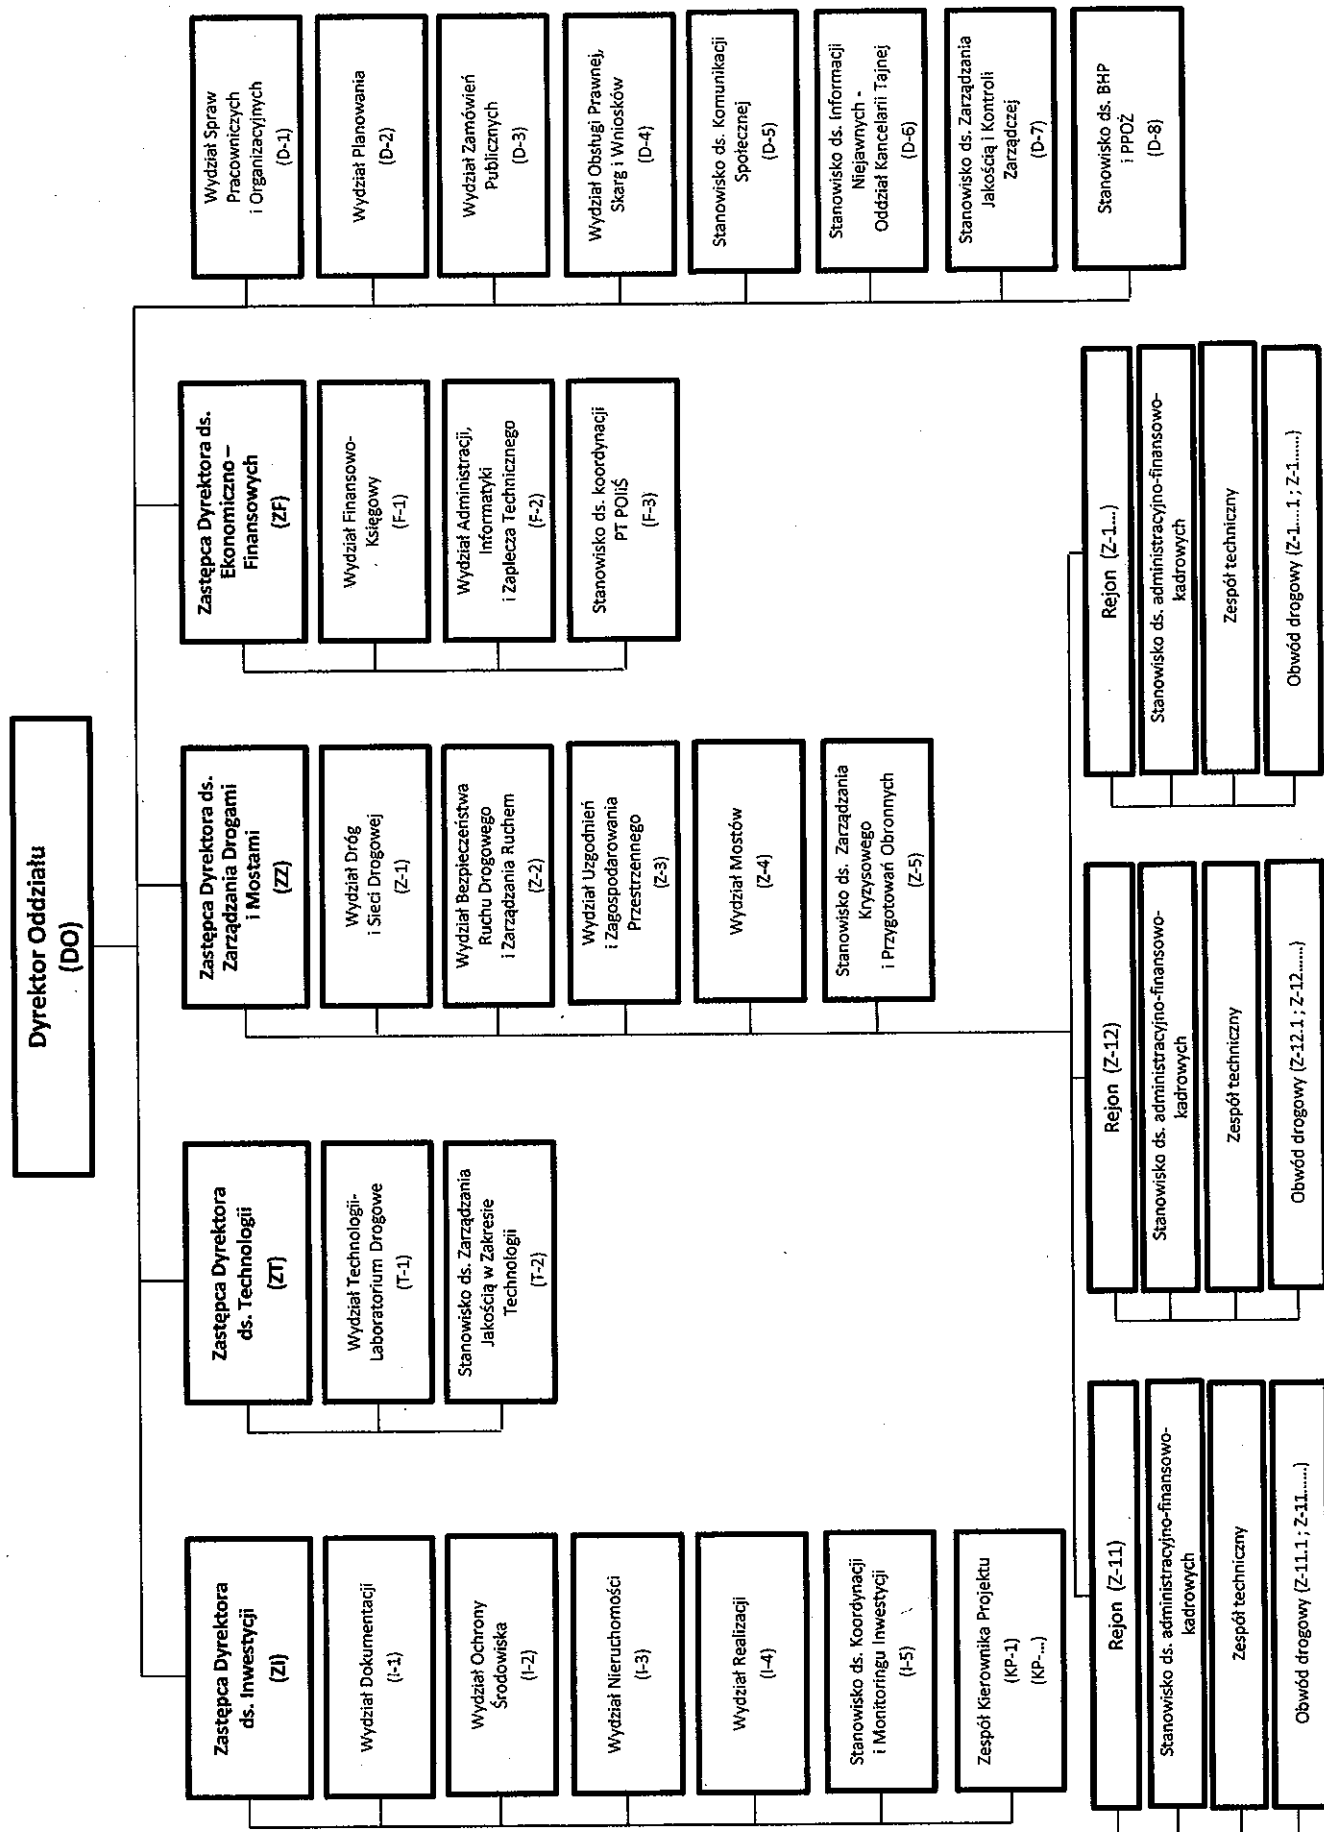 Dyrektor Oddziału
(DO)
Zastępca Dyrektora
ds. Inwestycji
(ZI)
Wydział Dokumentacji
(I-1)
Wydział Ochrony
Środowiska
(I-2)
Wydział Nieruchomości
(I-3)
Wydział Realizacji
(I-4)
Stanowisko ds. Koordynacji
i Monitoringu Inwestycji
(I-5)
Zespół Kierownika Projektu
(KP-1)
(KP-...)
Zastępca Dyrektora
ds. Technologii
(ZT)
Wydział Technologii-
Laboratorium Drogowe
(T-1)
Stanowisko ds. Zarządzania
Jakością w Zakresie
Technologii
(T-2)
Zastępca Dyrektora ds.
Zarządzania Drogami
i Mostami
(ZZ)
Wydział Dróg
i Sieci Drogowej
(Z-1)
Wydział Bezpieczeństwa
Ruchu Drogowego
i Zarządzania Ruchem
(Z-2)
Wydział Uzgodnień
i Zagospodarowania
Przestrzennego
(Z-3)
Wydział Mostów
(Z-4)
Stanowisko ds. Zarządzania
Kryzysowego
i Przygotowań Obronnych
(Z-5)
Zastępca Dyrektora ds.
Ekonomiczno –
Finansowych
(ZF)
Wydział Finansowo-
Księgowy
(F-1)
Wydział Administracji,
Informatyki
i Zaplecza Technicznego
(F-2)
Stanowisko ds. koordynacji
PT POIiŚ
(F-3)
Wydział Spraw
Pracowniczych
i Organizacyjnych
(D-1)
Wydział Planowania
(D-2)
Wydział Zamówień
Publicznych
(D-3)
Wydział Obsługi Prawnej,
Skarg i Wniosków
(D-4)
Stanowisko ds. Komunikacji
Społecznej
(D-5)
Stanowisko ds. Informacji
Niejawnych -
Oddział Kancelarii Tajnej
(D-6)
Stanowisko ds. Zarządzania
Jakością i Kontroli
Zarządczej
(D-7)
Stanowisko ds. BHP
i PPOŻ
(D-8)
Rejon (Z-11)
Stanowisko ds. administracyjno-finansowo-
kadrowych
Zespół techniczny
Obwód drogowy (Z-11.1 ; Z-11......)
Rejon (Z-12)
Stanowisko ds. administracyjno-finansowo-
kadrowych
Zespół techniczny
Obwód drogowy (Z-12.1 ; Z-12......)
Rejon (Z-1...)
Stanowisko ds. administracyjno-finansowo-
kadrowych
Zespół techniczny
Obwód drogowy (Z-1....1 ; Z-1......)